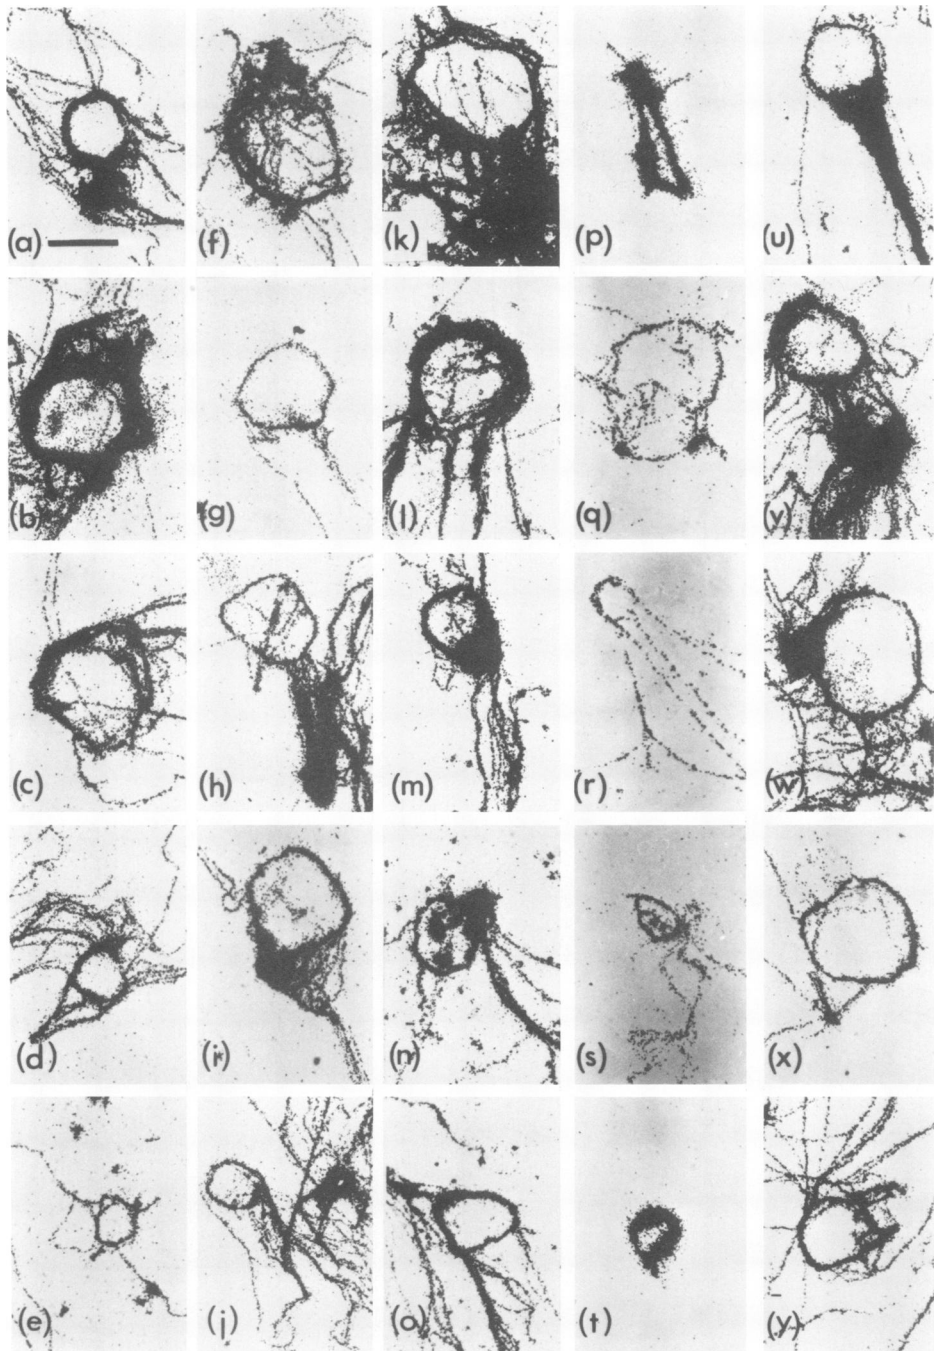 (a) (f) (k) (p) (u)
(b) (g) (l) (q) (v)
(c) (h) (m) (r) (w)
(d) (i) (n) (s) (x)
(e) (j) (o) (t) (y)